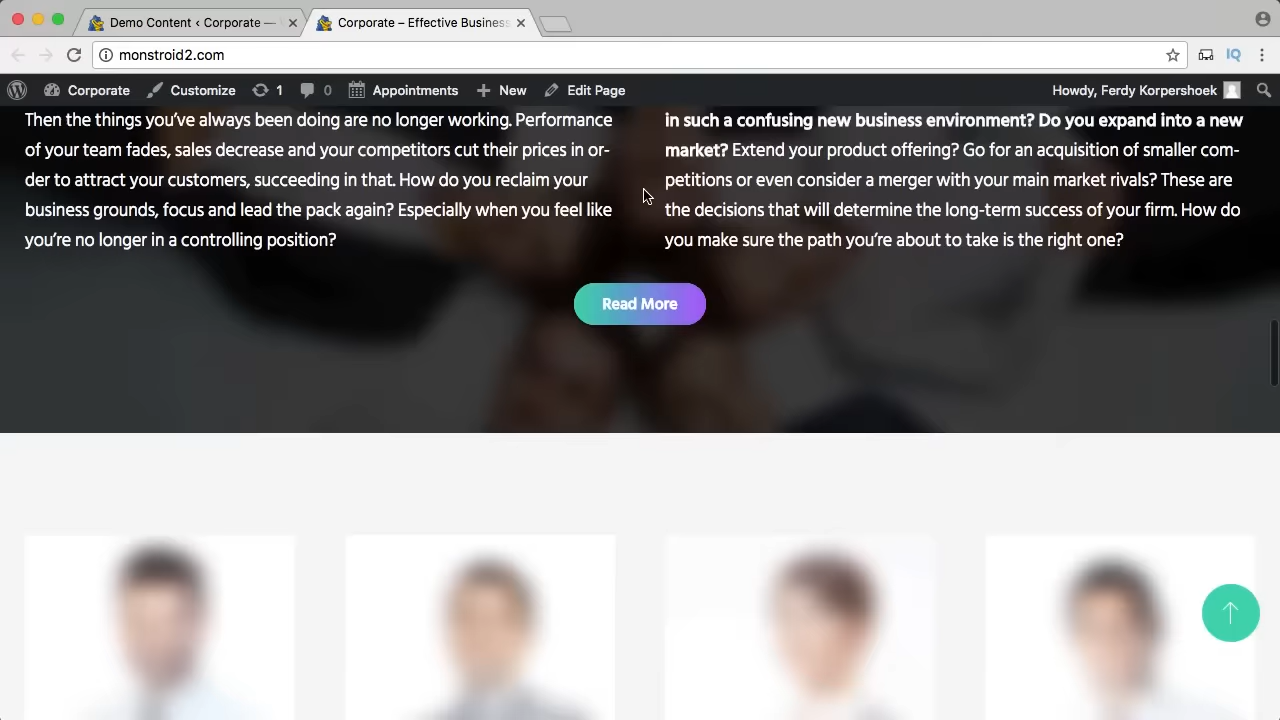 Demo Content ‹ Corporate —
Corporate – Effective Business
monstroid2.com
IQ
Corporate
Customize
1
0
Appointments
New
Edit Page
Howdy, Ferdy Korpershoek
Then the things you've always been doing are no longer working. Performance
of your team fades, sales decrease and your competitors cut their prices in or-
der to attract your customers, succeeding in that. How do you reclaim your
business grounds, focus and lead the pack again? Especially when you feel like
you're no longer in a controlling position?
in such a confusing new business environment? Do you expand into a new
market? Extend your product offering? Go for an acquisition of smaller com-
petitions or even consider a merger with your main market rivals? These are
the decisions that will determine the long-term success of your firm. How do
you make sure the path you're about to take is the right one?
Read More